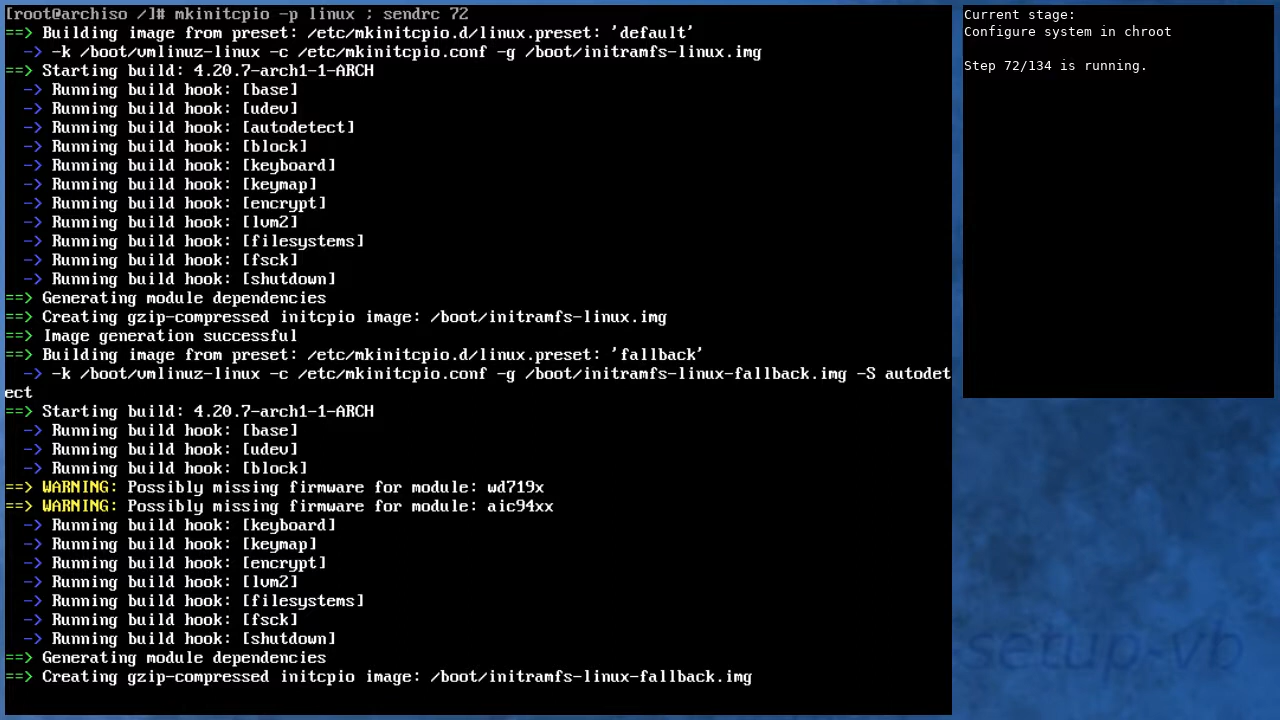 [root@archiso /]# mkinitcpio -p linux ; sendrc 72
==> Building image from preset: /etc/mkinitcpio.d/linux.preset: 'default'
  -> -k /boot/vmlinuz-linux -c /etc/mkinitcpio.conf -g /boot/initramfs-linux.img
==> Starting build: 4.20.7-arch1-1-ARCH
  -> Running build hook: [base]
  -> Running build hook: [udev]
  -> Running build hook: [autodetect]
  -> Running build hook: [block]
  -> Running build hook: [keyboard]
  -> Running build hook: [keymap]
  -> Running build hook: [encrypt]
  -> Running build hook: [lvm2]
  -> Running build hook: [filesystems]
  -> Running build hook: [fsck]
  -> Running build hook: [shutdown]
==> Generating module dependencies
==> Creating gzip-compressed initcpio image: /boot/initramfs-linux.img
==> Image generation successful
==> Building image from preset: /etc/mkinitcpio.d/linux.preset: 'fallback'
  -> -k /boot/vmlinuz-linux -c /etc/mkinitcpio.conf -g /boot/initramfs-linux-fallback.img -S autodet
ect
==> Starting build: 4.20.7-arch1-1-ARCH
  -> Running build hook: [base]
  -> Running build hook: [udev]
  -> Running build hook: [block]
==> WARNING: Possibly missing firmware for module: wd719x
==> WARNING: Possibly missing firmware for module: aic94xx
  -> Running build hook: [keyboard]
  -> Running build hook: [keymap]
  -> Running build hook: [encrypt]
  -> Running build hook: [lvm2]
  -> Running build hook: [filesystems]
  -> Running build hook: [fsck]
  -> Running build hook: [shutdown]
==> Generating module dependencies
==> Creating gzip-compressed initcpio image: /boot/initramfs-linux-fallback.img
Current stage:
Configure system in chroot
Step 72/134 is running.
setup-vb